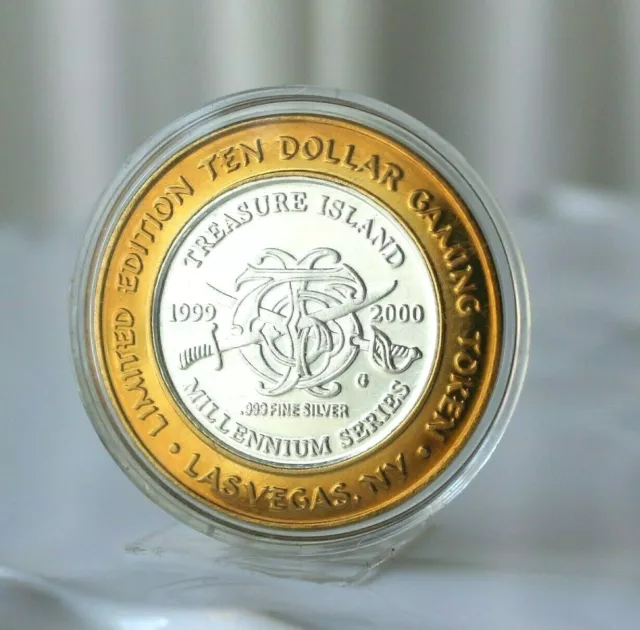 LIMITED EDITION TEN DOLLAR GAMING TOKEN
• LAS VEGAS, NV •
TREASURE ISLAND
1999 2000
G
.999 FINE SILVER
MILLENNIUM SERIES